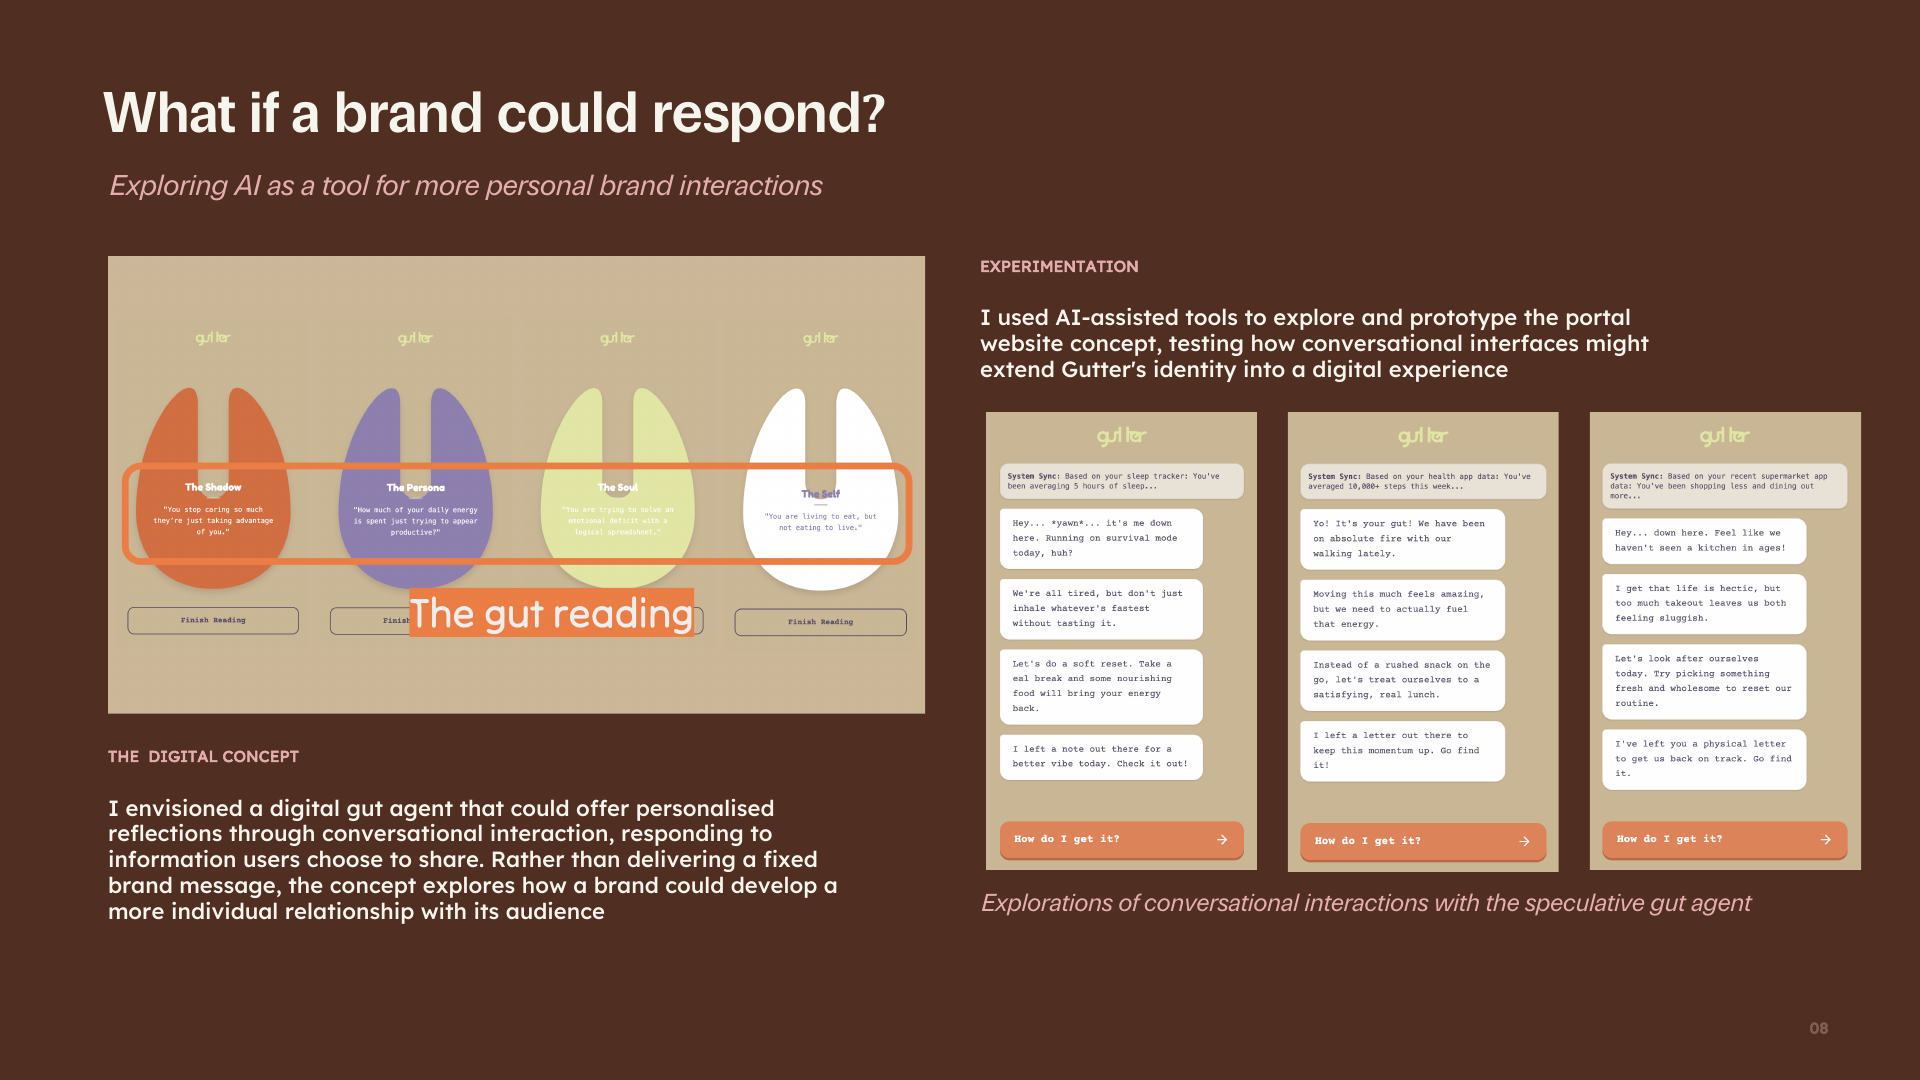 What if a brand could respond?
Exploring AI as a tool for more personal brand interactions
gutter
gutter
gutter
gutter
The Shadow
"You stop caring so much
they're just taking advantage
of you."
The Persona
"How much of your daily energy
is spent just trying to appear
productive?"
The Soul
"You are trying to solve an
emotional deficit with a
logical spreadsheet."
The Self
"You are living to eat, but
not eating to live."
Finish Reading
Finish
The gut reading
Finish Reading
THE  DIGITAL CONCEPT
I envisioned a digital gut agent that could offer personalised
reflections through conversational interaction, responding to
information users choose to share. Rather than delivering a fixed
brand message, the concept explores how a brand could develop a
more individual relationship with its audience
EXPERIMENTATION
I used AI-assisted tools to explore and prototype the portal
website concept, testing how conversational interfaces might
extend Gutter's identity into a digital experience
gutter
System Sync: Based on your sleep tracker: You've
been averaging 5 hours of sleep...
Hey... *yawn*... it's me down
here. Running on survival mode
today, huh?
We're all tired, but don't just
inhale whatever's fastest
without tasting it.
Let's do a soft reset. Take a
eal break and some nourishing
food will bring your energy
back.
I left a note out there for a
better vibe today. Check it out!
How do I get it? →
gutter
System Sync: Based on your health app data: You've
averaged 10,000+ steps this week...
Yo! It's your gut! We have been
on absolute fire with our
walking lately.
Moving this much feels amazing,
but we need to actually fuel
that energy.
Instead of a rushed snack on the
go, let's treat ourselves to a
satisfying, real lunch.
I left a letter out there to
keep this momentum up. Go find
it!
How do I get it? →
gutter
System Sync: Based on your recent supermarket app
data: You've been shopping less and dining out
more...
Hey... down here. Feel like we
haven't seen a kitchen in ages!
I get that life is hectic, but
too much takeout leaves us both
feeling sluggish.
Let's look after ourselves
today. Try picking something
fresh and wholesome to reset our
routine.
I've left you a physical letter
to get us back on track. Go find
it.
How do I get it? →
Explorations of conversational interactions with the speculative gut agent
08